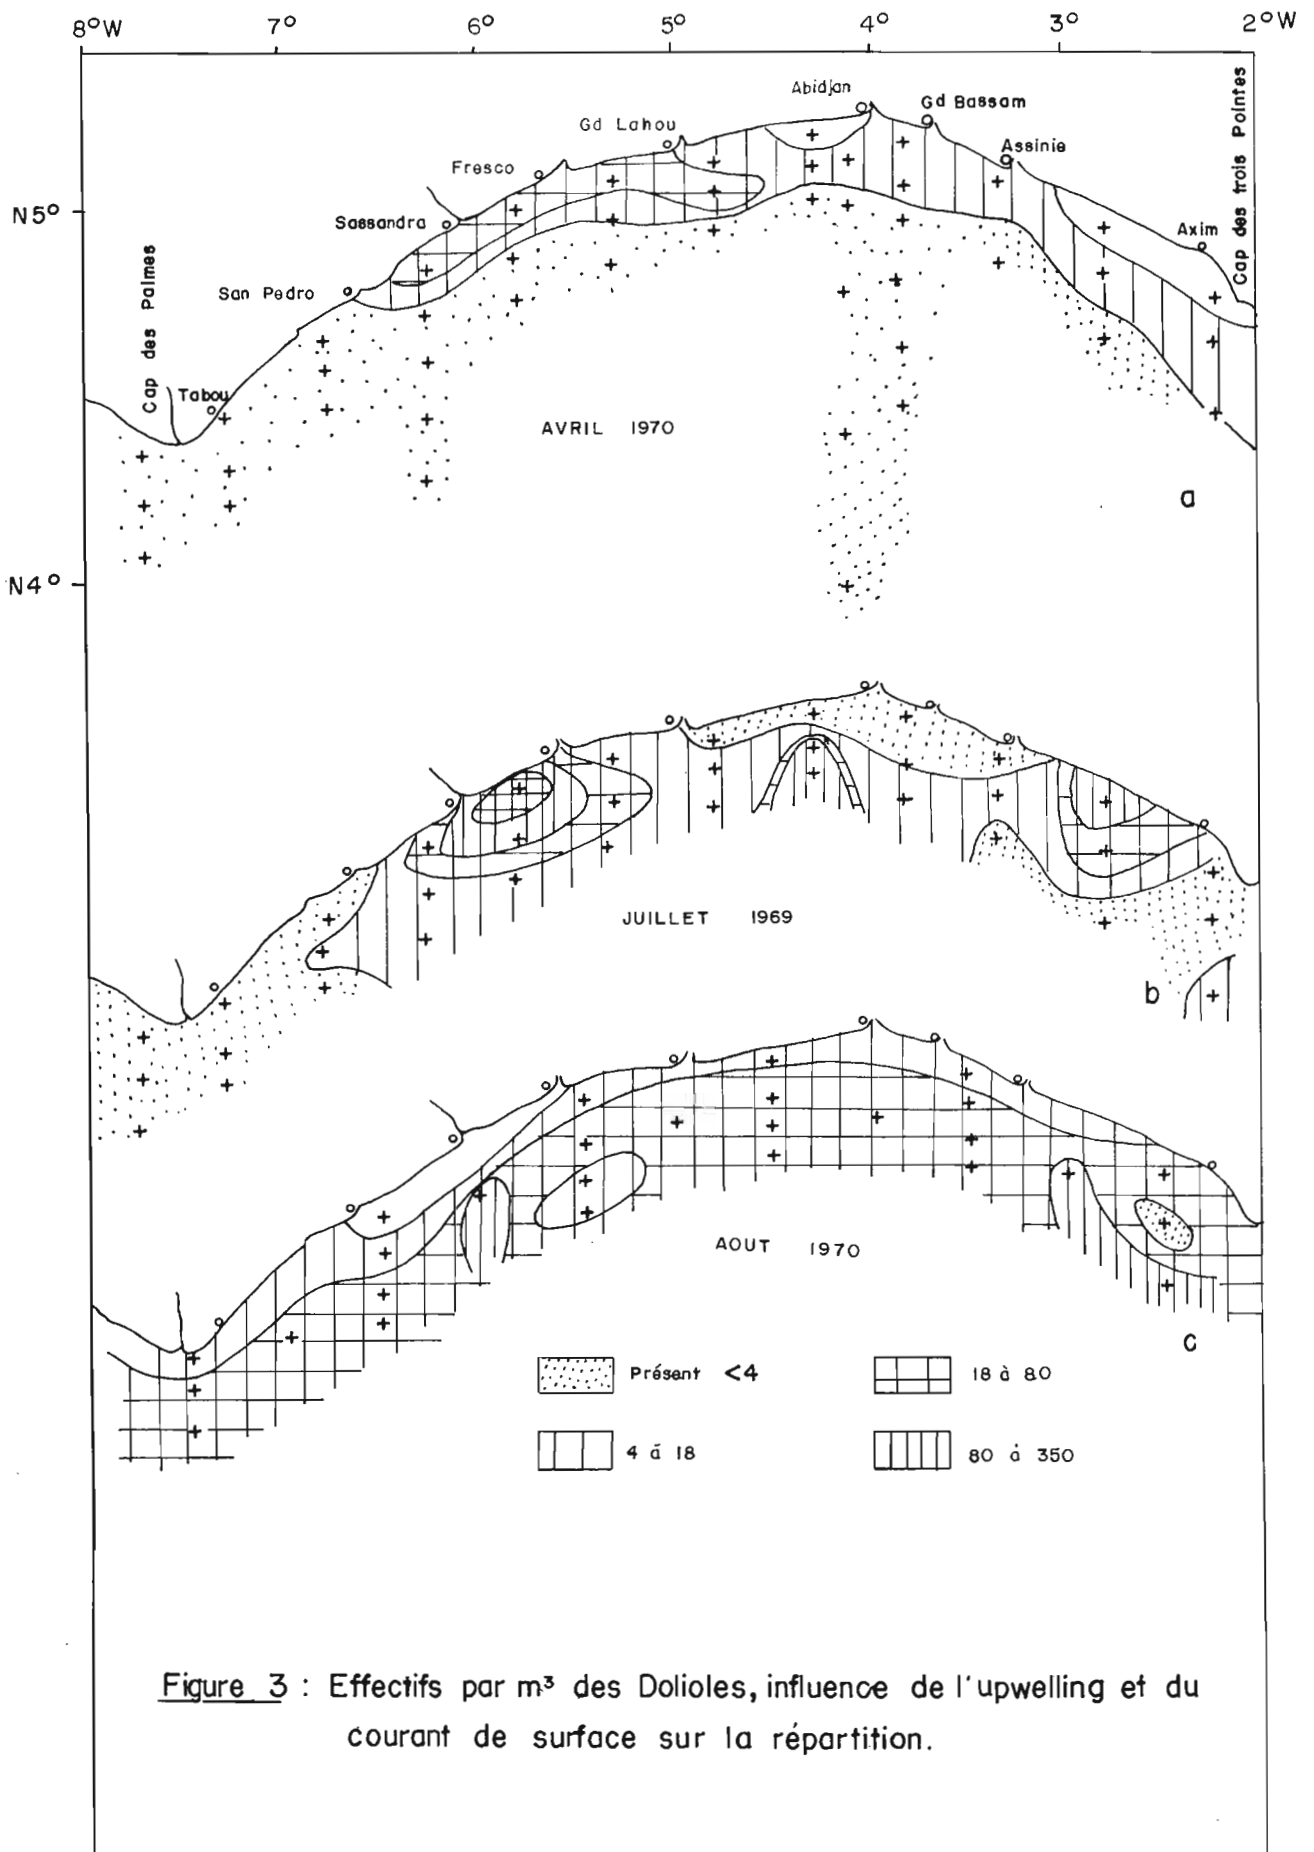 8°W 7° 6° 5° 4° 3° 2°W
Abidjan
Gd Bassam
Gd Lahou
Assinie
Fresco
Sassandra
San Pedro
Tabou
Axim
Cap des Palmes
Cap des trois Pointes
N5°
N4°
AVRIL 1970
a
JUILLET 1969
b
AOUT 1970
c
Présent <4
18 à 80
4 à 18
80 à 350
Figure 3 : Effectifs par m³ des Dolioles, influence de l'upwelling et du
courant de surface sur la répartition.